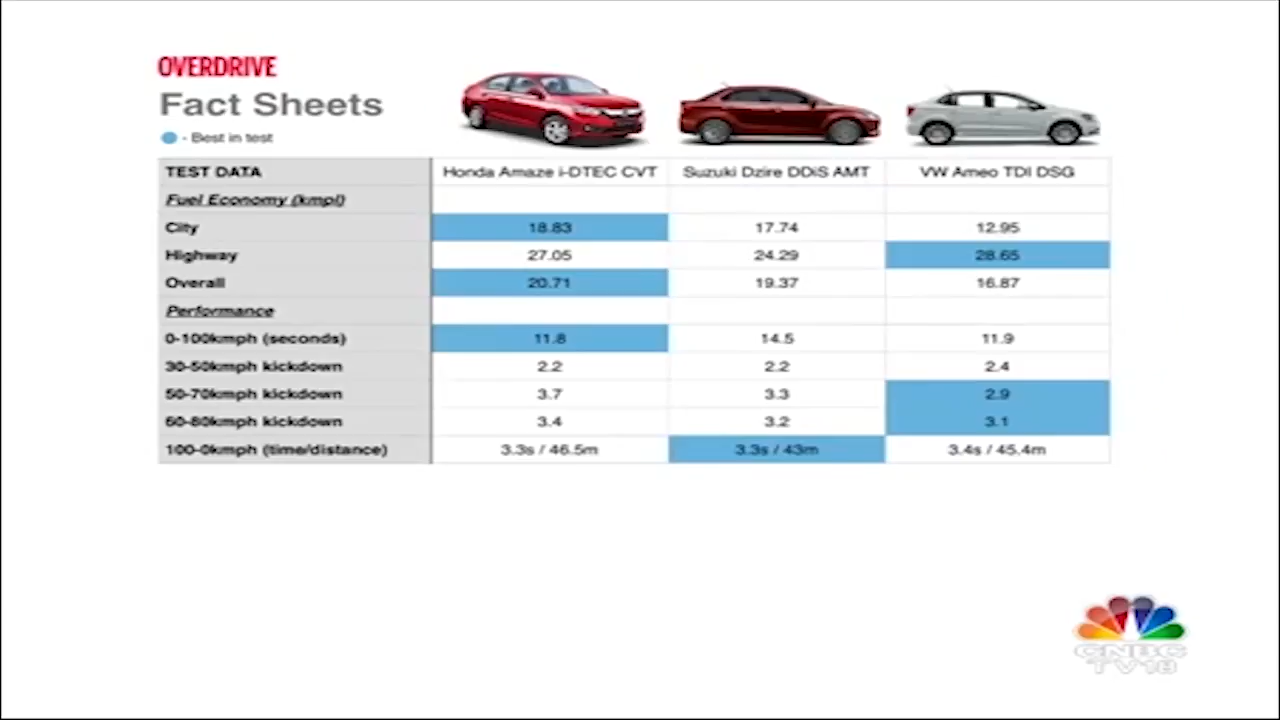 OVERDRIVE
Fact Sheets
- Best in test
TEST DATA Honda Amaze i-DTEC CVT Suzuki Dzire DDiS AMT VW Ameo TDI DSG
Fuel Economy (kmpl)
City 18.83 17.74 12.95
Highway 27.05 24.29 28.65
Overall 20.71 19.37 16.87
Performance
0-100kmph (seconds) 11.8 14.5 11.9
30-50kmph kickdown 2.2 2.2 2.4
50-70kmph kickdown 3.7 3.3 2.9
60-80kmph kickdown 3.4 3.2 3.1
100-0kmph (time/distance) 3.3s / 46.5m 3.3s / 43m 3.4s / 45.4m
CNBC
TV18